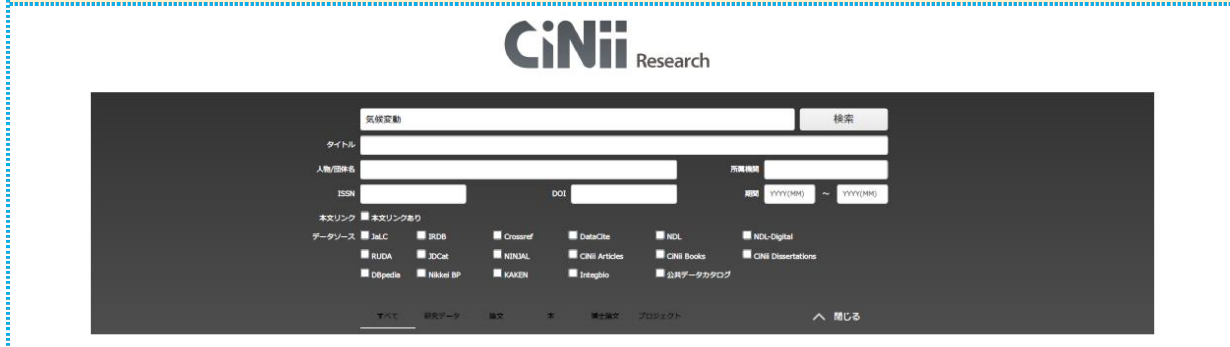 CiNii Research
気候変動 検索
タイトル
人物/団体名 所属機関
ISSN DOI 期間 YYYY(MM) ～ YYYY(MM)
本文リンク 本文リンクあり
データソース JaLC IRDB Crossref DataCite NDL NDL-Digital
RUDA JDCat NINJAL CiNii Articles CiNii Books CiNii Dissertations
DBpedia Nikkei BP KAKEN Integbio 公共データカタログ
すべて 研究データ 論文 本 博士論文 プロジェクト 閉じる